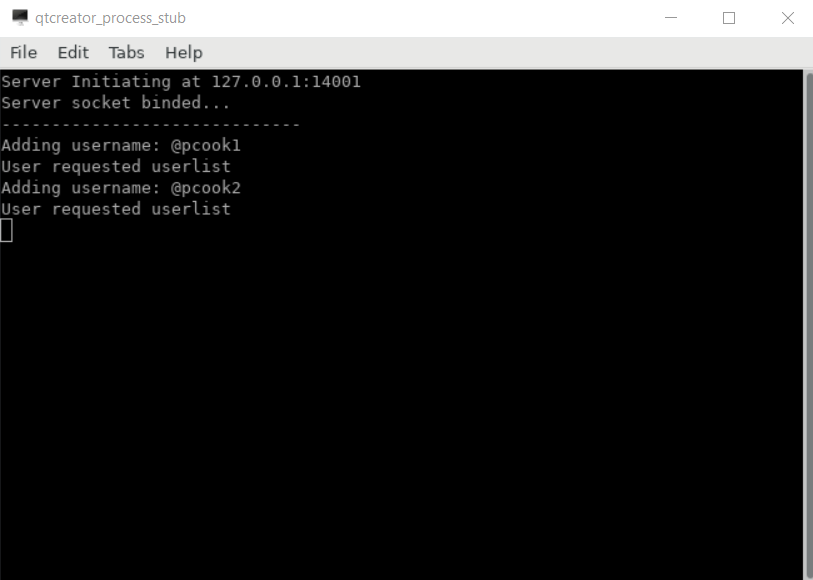 qtcreator_process_stub
File Edit Tabs Help
Server Initiating at 127.0.0.1:14001
Server socket binded...
------------------------------
Adding username: @pcook1
User requested userlist
Adding username: @pcook2
User requested userlist